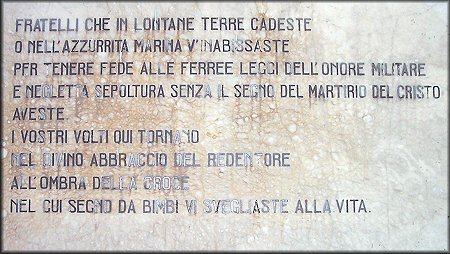 FRATELLI CHE IN LONTANE TERRE CADESTE
O NELL'AZZURRITA MARINA V'INABISSASTE
PER TENERE FEDE ALLE FERREE LEGGI DELL'ONORE MILITARE
E NEGLETTA SEPOLTURA SENZA IL SEGNO DEL MARTIRIO DEL CRISTO
AVESTE.
I VOSTRI VOLTI QUI TORNANO
NEL DIVINO ABBRACCIO DEL REDENTORE
ALL'OMBRA DELLA CROCE
NEL CUI SEGNO DA BIMBI VI SVEGLIASTE ALLA VITA.